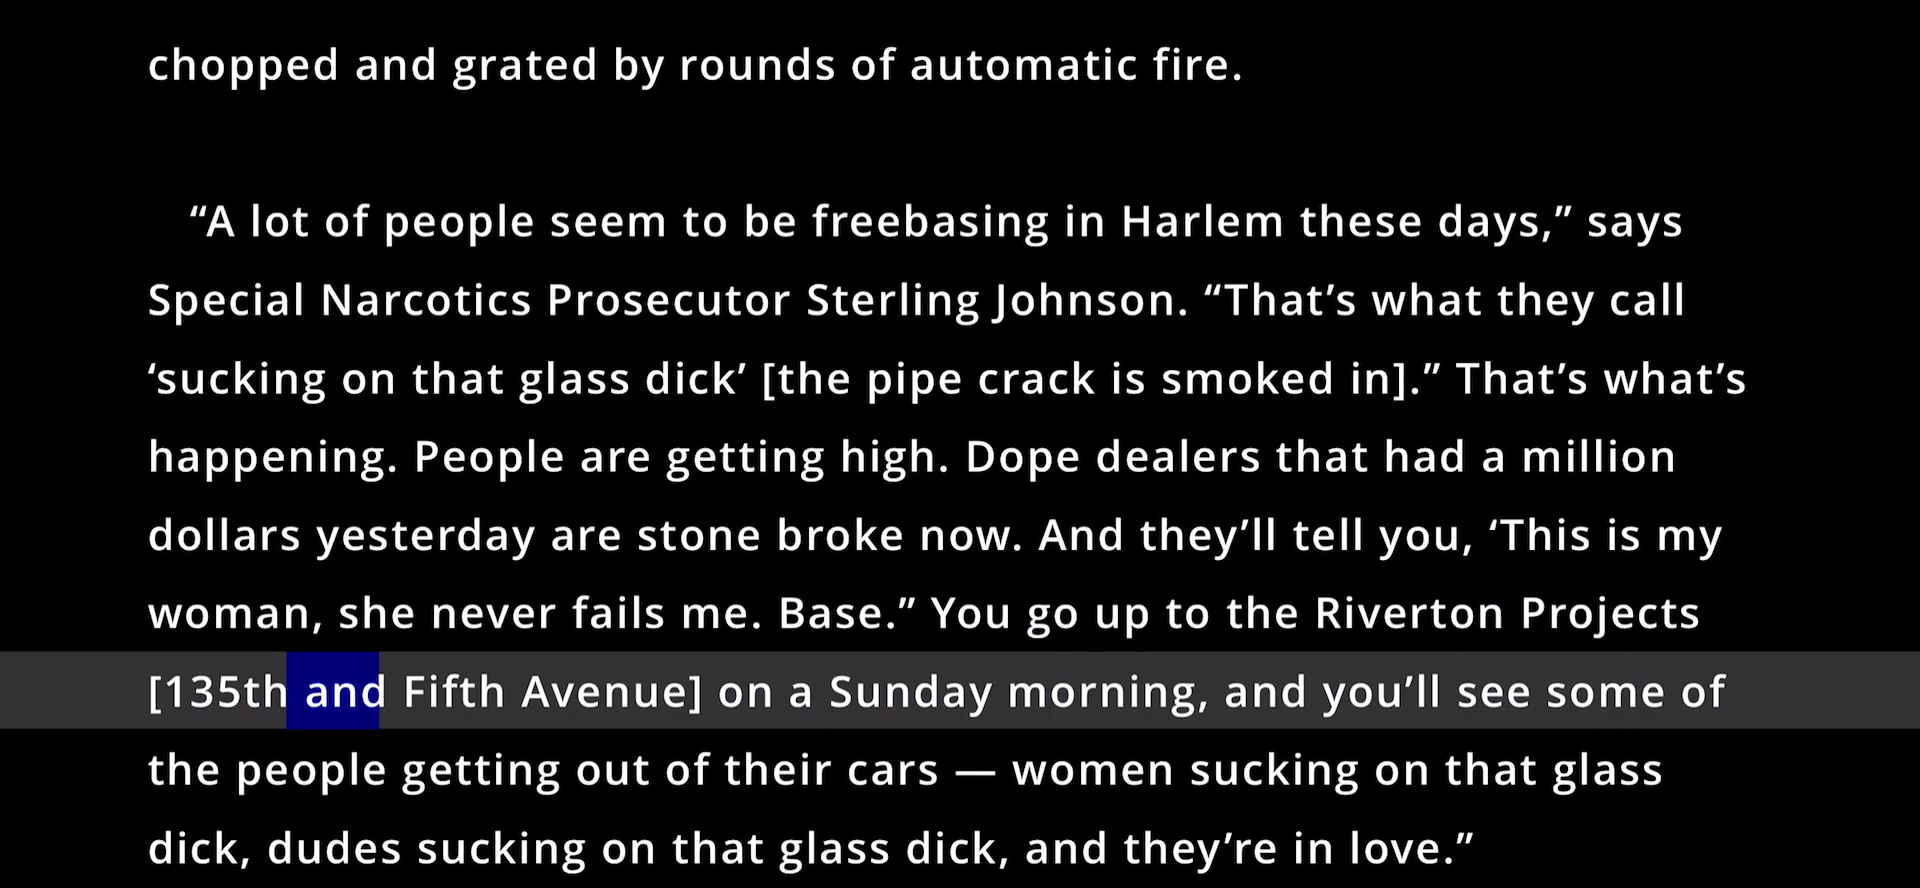 chopped and grated by rounds of automatic fire.
“A lot of people seem to be freebasing in Harlem these days,” says
Special Narcotics Prosecutor Sterling Johnson. “That’s what they call
‘sucking on that glass dick’ [the pipe crack is smoked in].” That’s what’s
happening. People are getting high. Dope dealers that had a million
dollars yesterday are stone broke now. And they’ll tell you, ‘This is my
woman, she never fails me. Base.” You go up to the Riverton Projects
[135th and Fifth Avenue] on a Sunday morning, and you’ll see some of
the people getting out of their cars — women sucking on that glass
dick, dudes sucking on that glass dick, and they’re in love.”